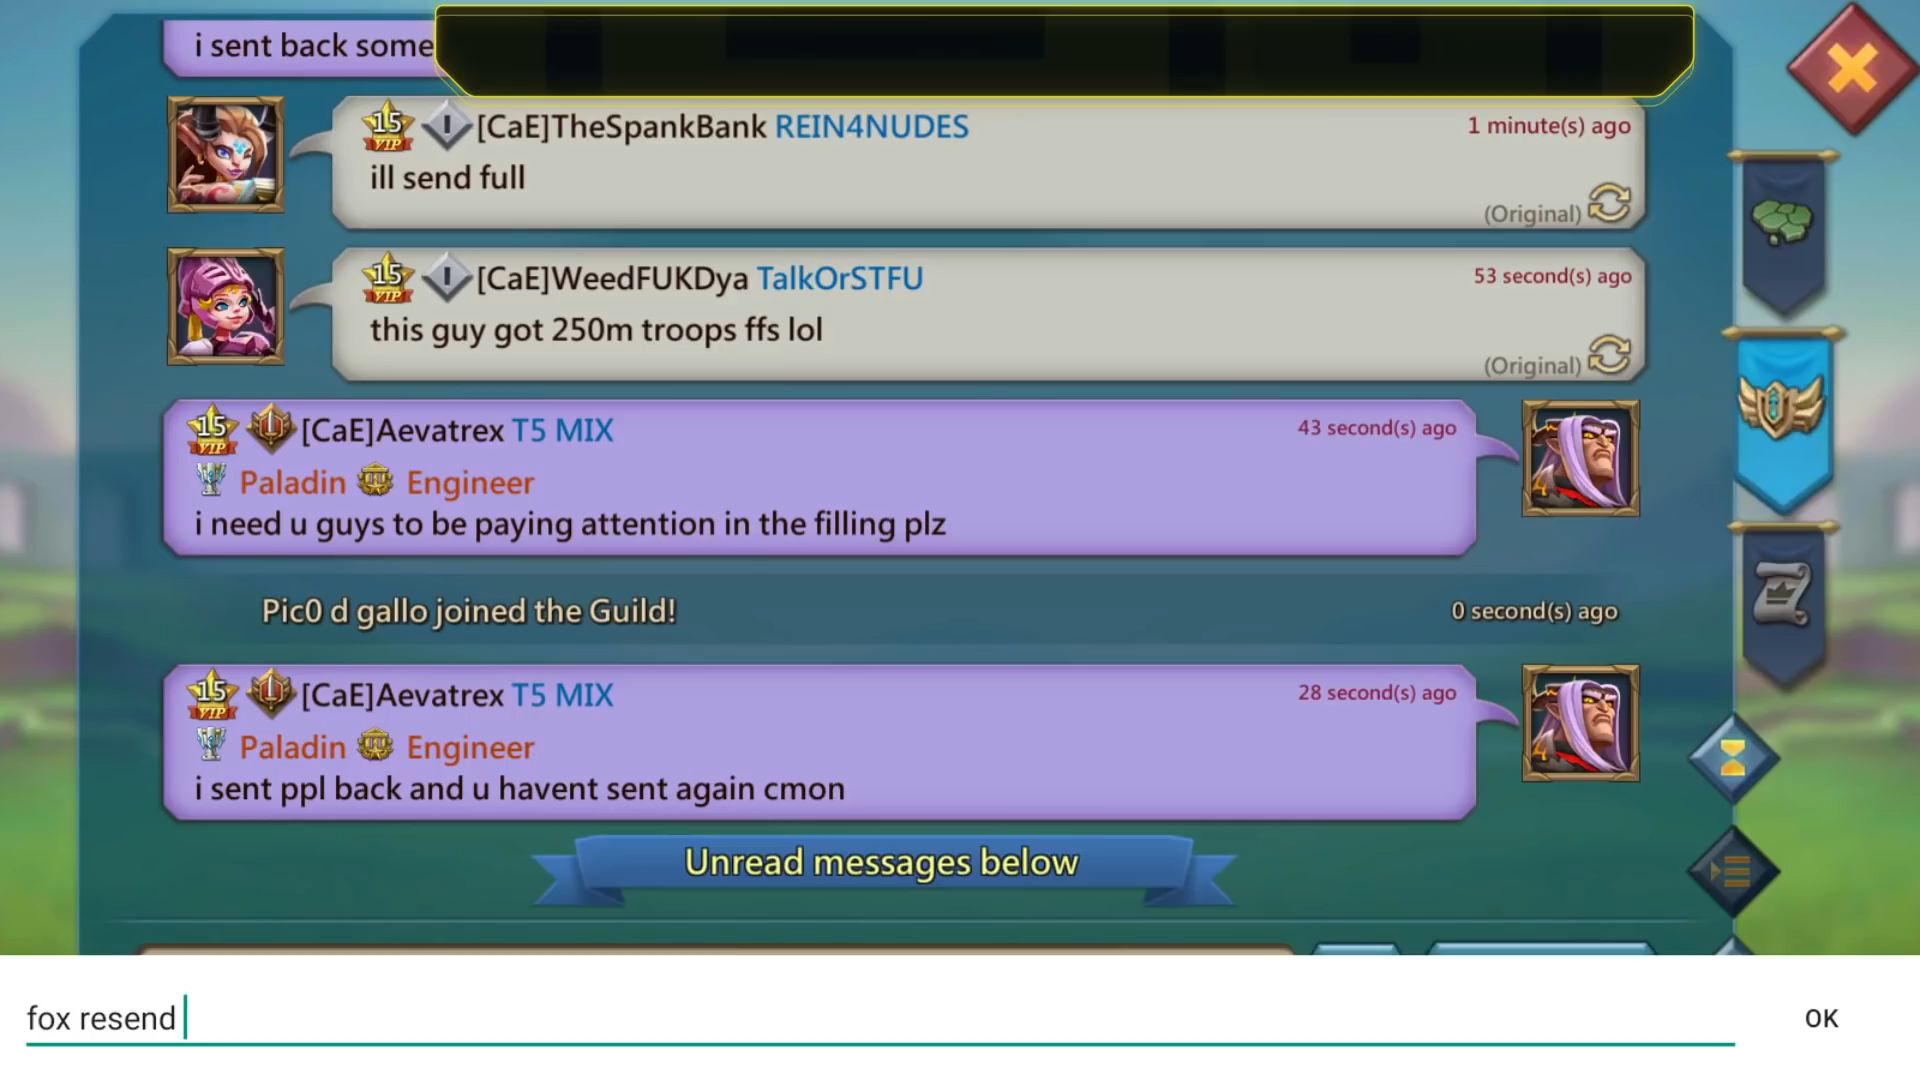 i sent back some
15 VIP [CaE]TheSpankBank REIN4NUDES 1 minute(s) ago
ill send full
(Original)
15 VIP [CaE]WeedFUKDya TalkOrSTFU 53 second(s) ago
this guy got 250m troops ffs lol
(Original)
15 VIP [CaE]Aevatrex T5 MIX 43 second(s) ago
Paladin Engineer
4
i need u guys to be paying attention in the filling plz
Pic0 d gallo joined the Guild! 0 second(s) ago
15 VIP [CaE]Aevatrex T5 MIX 28 second(s) ago
Paladin Engineer
4
i sent ppl back and u havent sent again cmon
Unread messages below
fox resend
OK